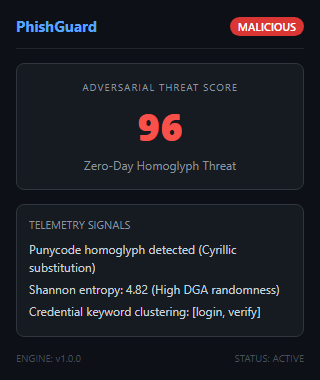 PhishGuard
MALICIOUS
ADVERSARIAL THREAT SCORE
96
Zero-Day Homoglyph Threat
TELEMETRY SIGNALS
Punycode homoglyph detected (Cyrillic
substitution)
Shannon entropy: 4.82 (High DGA randomness)
Credential keyword clustering: [login, verify]
ENGINE: v1.0.0
STATUS: ACTIVE